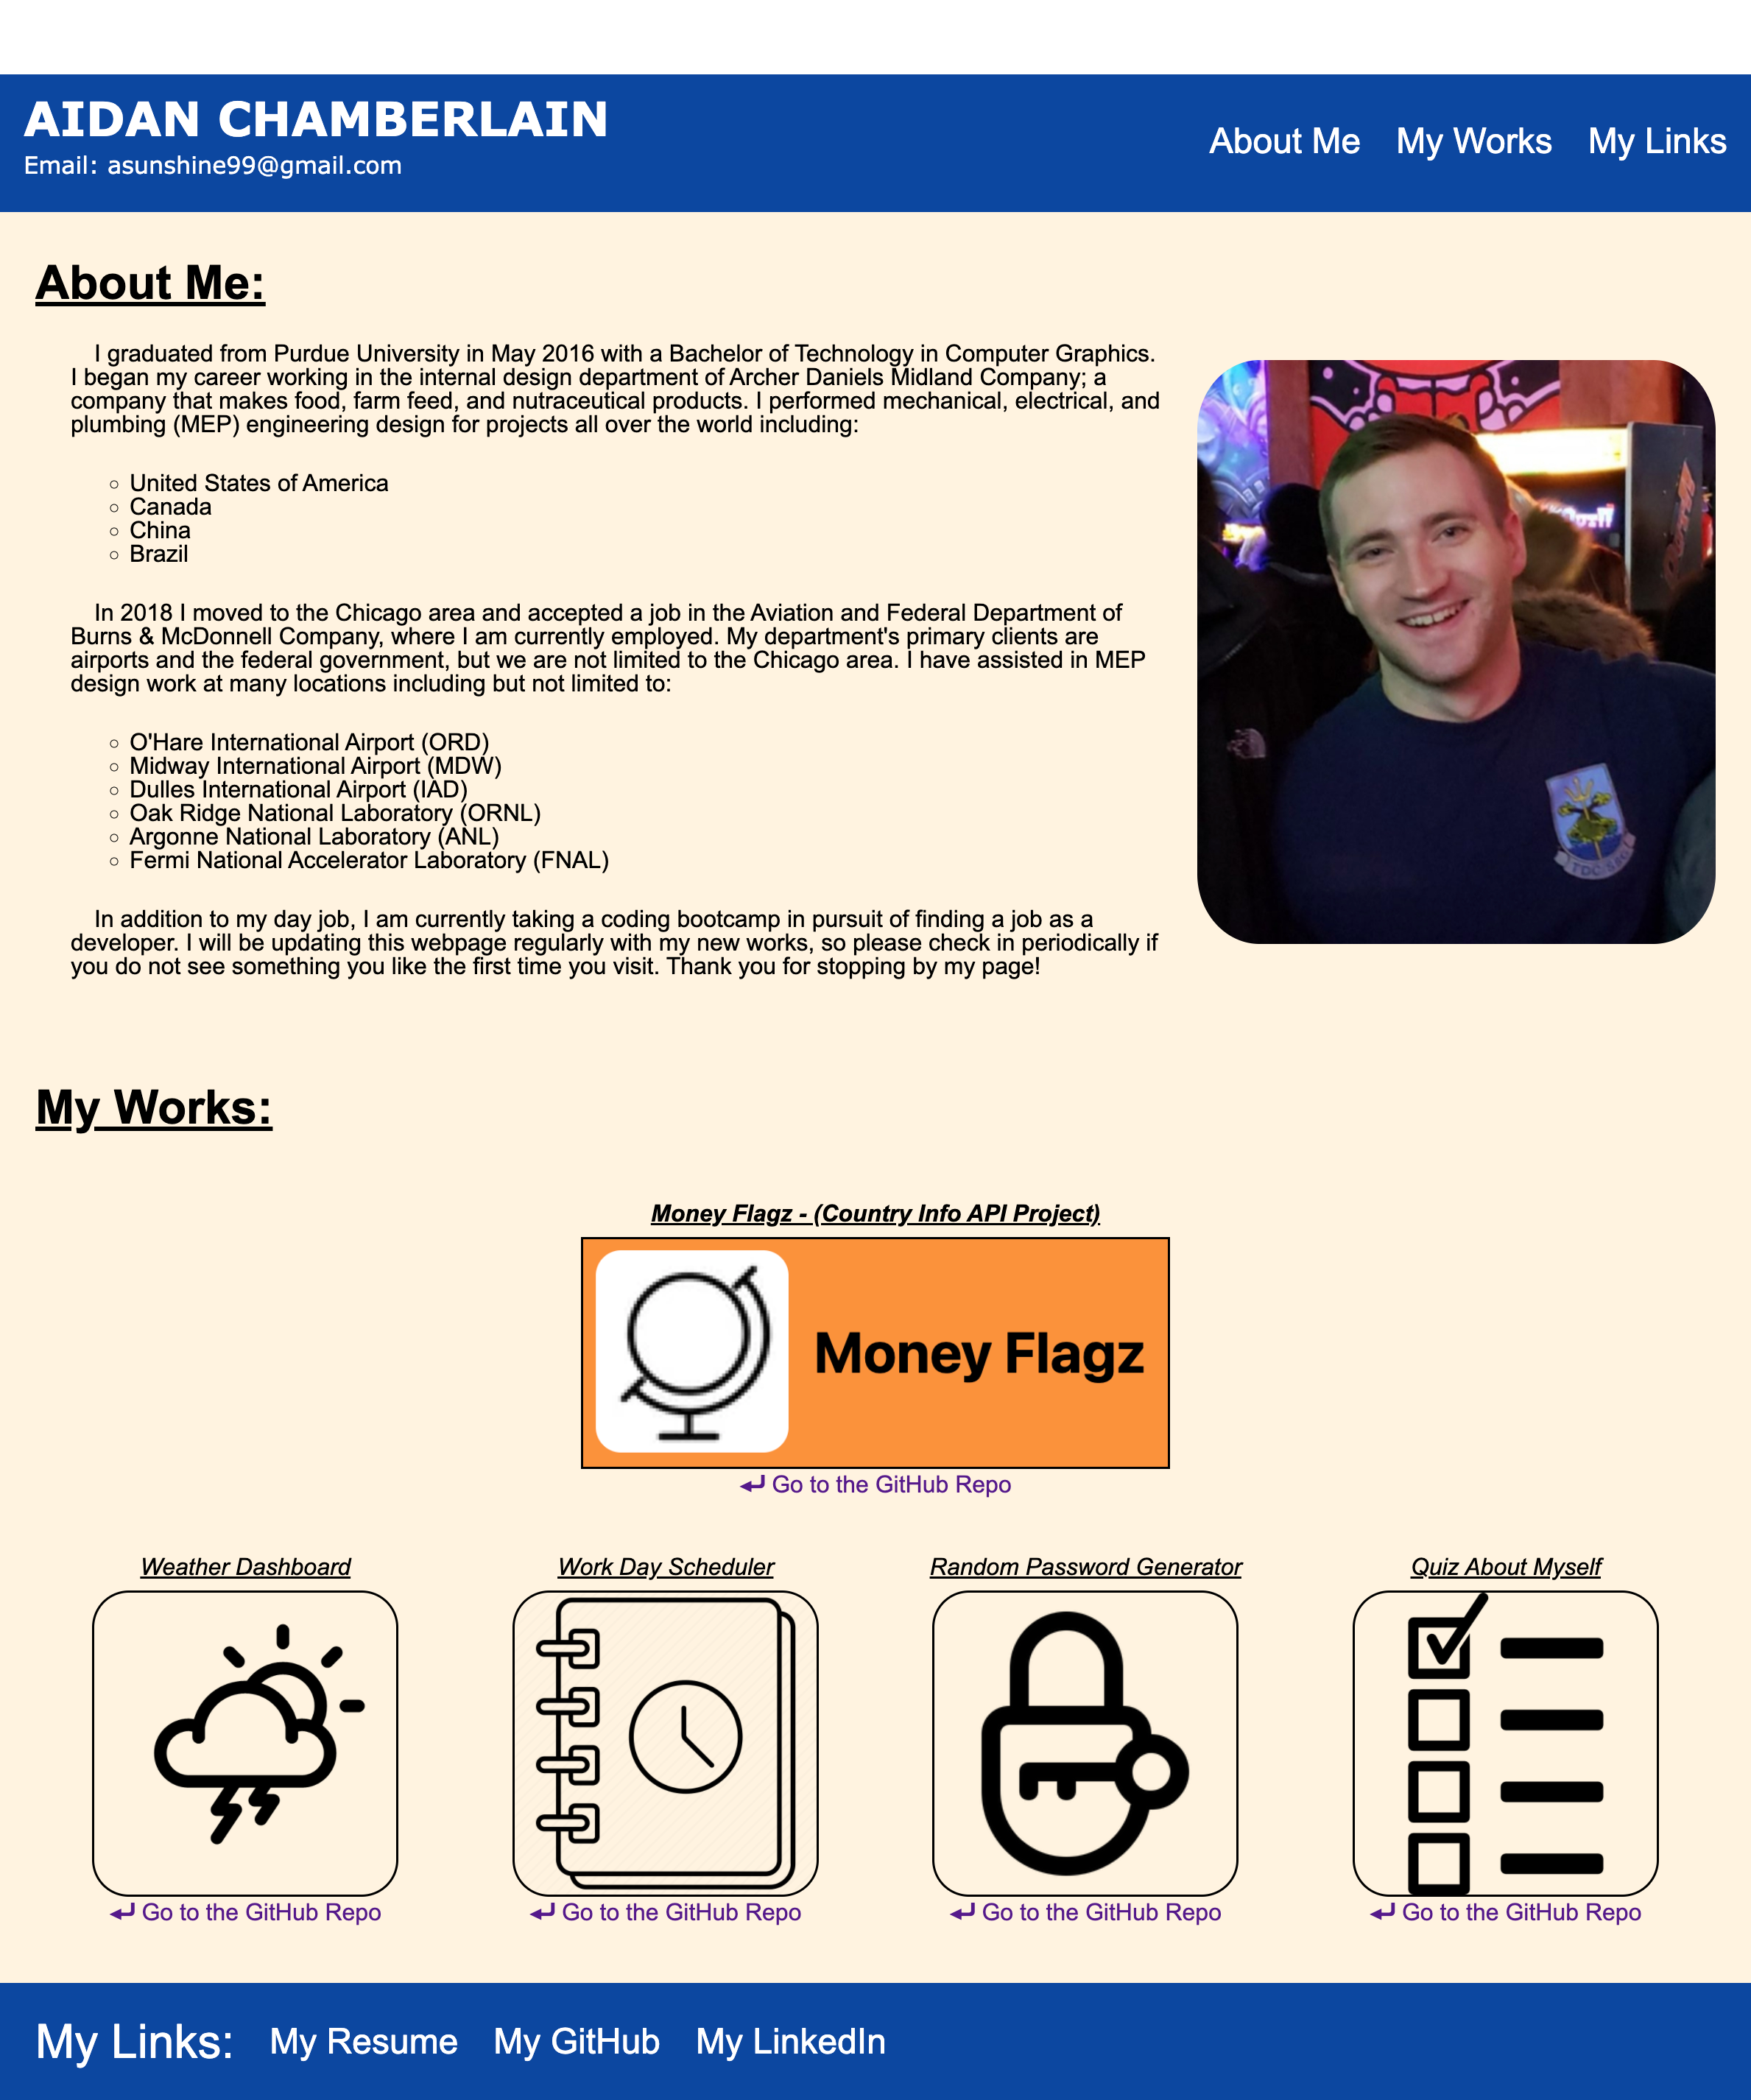 AIDAN CHAMBERLAIN
Email: asunshine99@gmail.com
About Me My Works My Links
About Me:
I graduated from Purdue University in May 2016 with a Bachelor of Technology in Computer Graphics.
I began my career working in the internal design department of Archer Daniels Midland Company; a
company that makes food, farm feed, and nutraceutical products. I performed mechanical, electrical, and
plumbing (MEP) engineering design for projects all over the world including:
United States of America
Canada
China
Brazil
In 2018 I moved to the Chicago area and accepted a job in the Aviation and Federal Department of
Burns & McDonnell Company, where I am currently employed. My department's primary clients are
airports and the federal government, but we are not limited to the Chicago area. I have assisted in MEP
design work at many locations including but not limited to:
O'Hare International Airport (ORD)
Midway International Airport (MDW)
Dulles International Airport (IAD)
Oak Ridge National Laboratory (ORNL)
Argonne National Laboratory (ANL)
Fermi National Accelerator Laboratory (FNAL)
In addition to my day job, I am currently taking a coding bootcamp in pursuit of finding a job as a
developer. I will be updating this webpage regularly with my new works, so please check in periodically if
you do not see something you like the first time you visit. Thank you for stopping by my page!
My Works:
Money Flagz - (Country Info API Project)
Money Flagz
Go to the GitHub Repo
Weather Dashboard
Work Day Scheduler
Random Password Generator
Quiz About Myself
Go to the GitHub Repo
Go to the GitHub Repo
Go to the GitHub Repo
Go to the GitHub Repo
My Links: My Resume My GitHub My LinkedIn